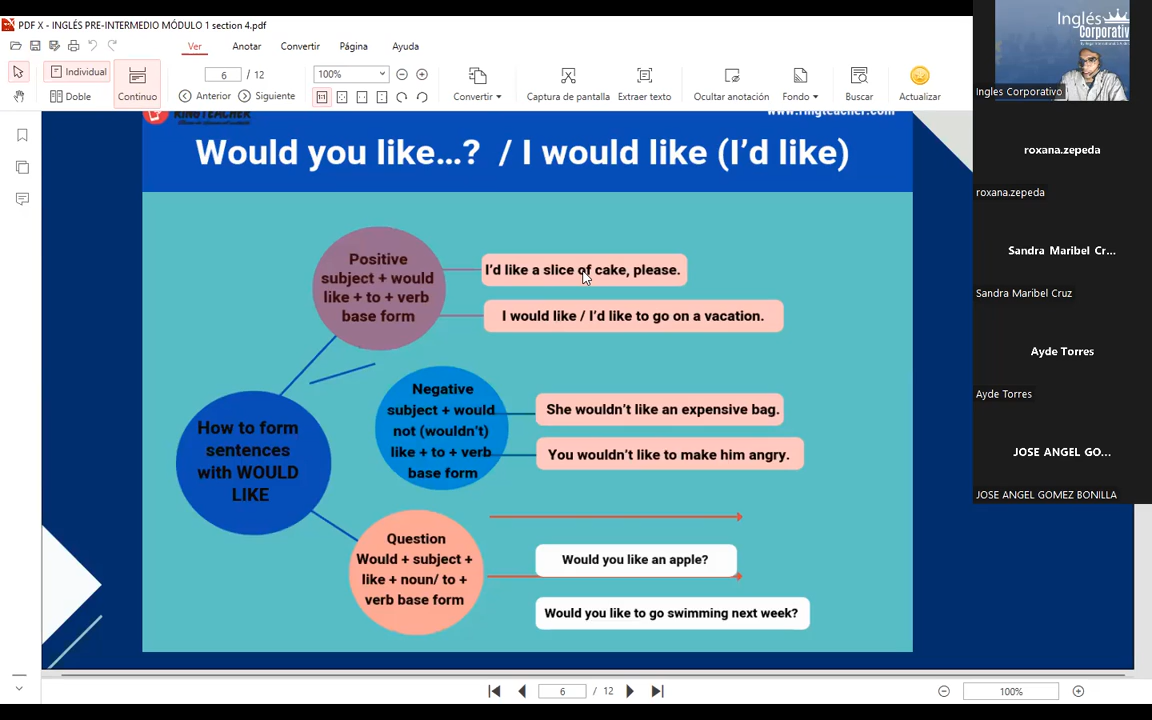 PDF X - INGLÉS PRE-INTERMEDIO MÓDULO 1 section 4.pdf
Ver
Anotar
Convertir
Página
Ayuda
Individual
Doble
Continuo
6 / 12
Anterior
Siguiente
100%
Convertir
Captura de pantalla
Extraer texto
Ocultar anotación
Fondo
Buscar
Actualizar
RINGTEACHER
www.ringteacher.com
Would you like...? / I would like (I'd like)
Positive
subject + would
like + to + verb
base form
I'd like a slice of cake, please.
I would like / I'd like to go on a vacation.
Negative
subject + would
not (wouldn't)
like + to + verb
base form
She wouldn't like an expensive bag.
You wouldn't like to make him angry.
How to form
sentences
with WOULD
LIKE
Question
Would + subject +
like + noun/ to +
verb base form
Would you like an apple?
Would you like to go swimming next week?
6 / 12
100%
Inglés
Corporativ
Ingles Corporativo
roxana.zepeda
roxana.zepeda
Sandra Maribel Cr...
Sandra Maribel Cruz
Ayde Torres
Ayde Torres
JOSE ANGEL GO...
JOSE ANGEL GOMEZ BONILLA